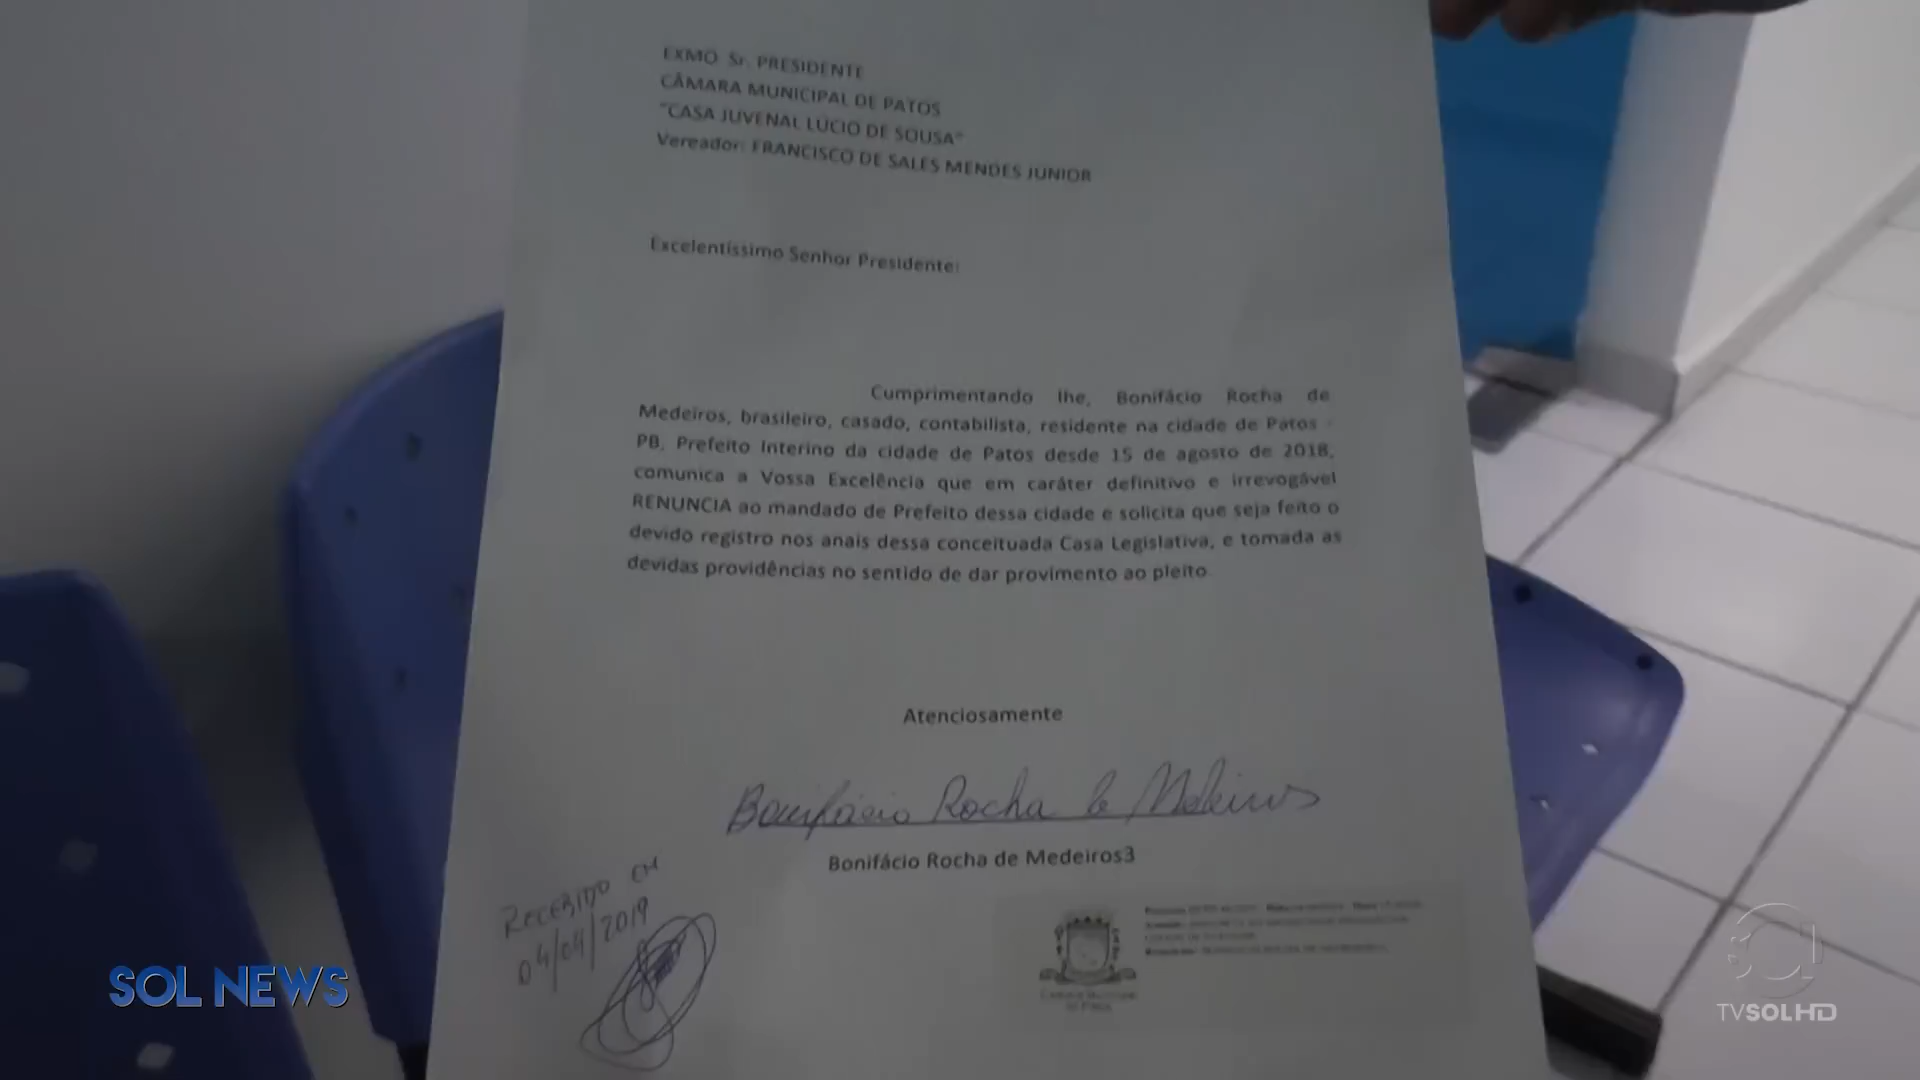 EXMO Sr. PRESIDENTE
CÂMARA MUNICIPAL DE PATOS
"CASA JUVENAL LÚCIO DE SOUSA"
Vereador: FRANCISCO DE SALES MENDES JÚNIOR
Excelentíssimo Senhor Presidente:
Cumprimentando lhe, Bonifácio Rocha de
Medeiros, brasileiro, casado, contabilista, residente na cidade de Patos -
PB, Prefeito Interino da cidade de Patos desde 15 de agosto de 2018,
comunica a Vossa Excelência que em caráter definitivo e irrevogável
RENUNCIA ao mandado de Prefeito dessa cidade e solicita que seja feito o
devido registro nos anais dessa conceituada Casa Legislativa, e tomada as
devidas providências no sentido de dar provimento ao pleito.
Atenciosamente
Bonifácio Rocha de Medeiros
Bonifácio Rocha de Medeiros3
RECEBIDO EM
04/04/2019
SOL NEWS
TVSOLHD